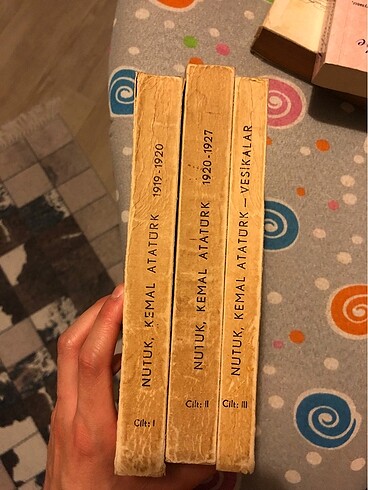 NUTUK, KEMAL ATATÜRK 1919-1920
Cilt: I
NUTUK, KEMAL ATATÜRK 1920-1927
Cilt: II
NUTUK, KEMAL ATATÜRK — VESİKALAR
Cilt: III